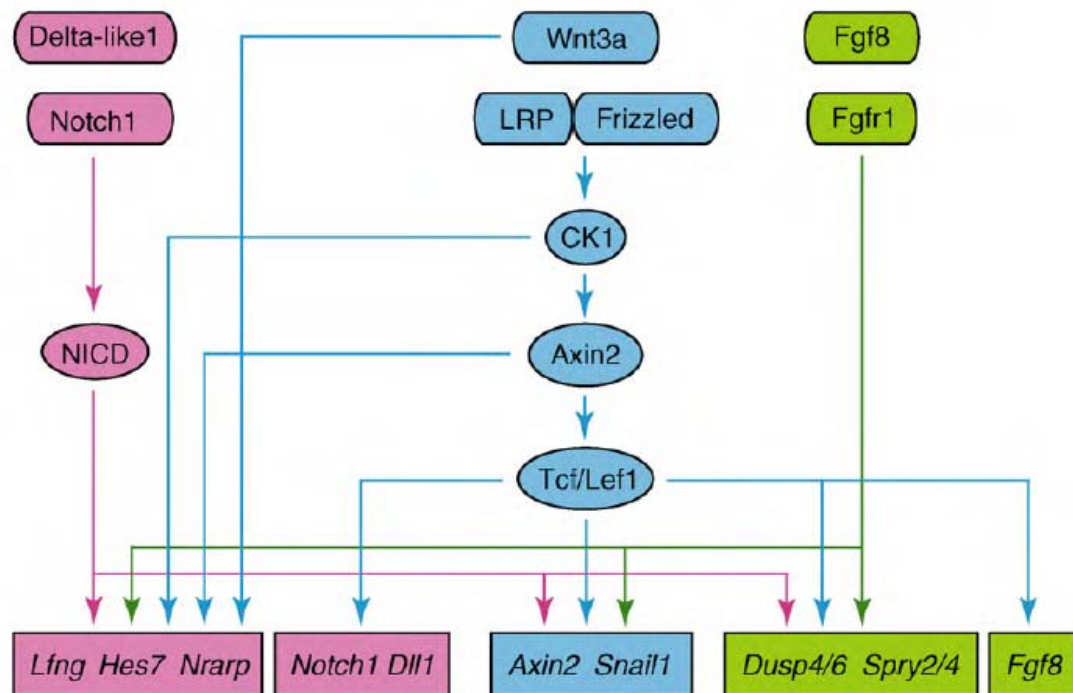 Delta-like1 Wnt3a Fgf8
Notch1 LRP Frizzled Fgfr1
CK1
NICD Axin2
Tcf/Lef1
Lfng Hes7 Nrarp Notch1 Dll1 Axin2 Snail1 Dusp4/6 Spry2/4 Fgf8